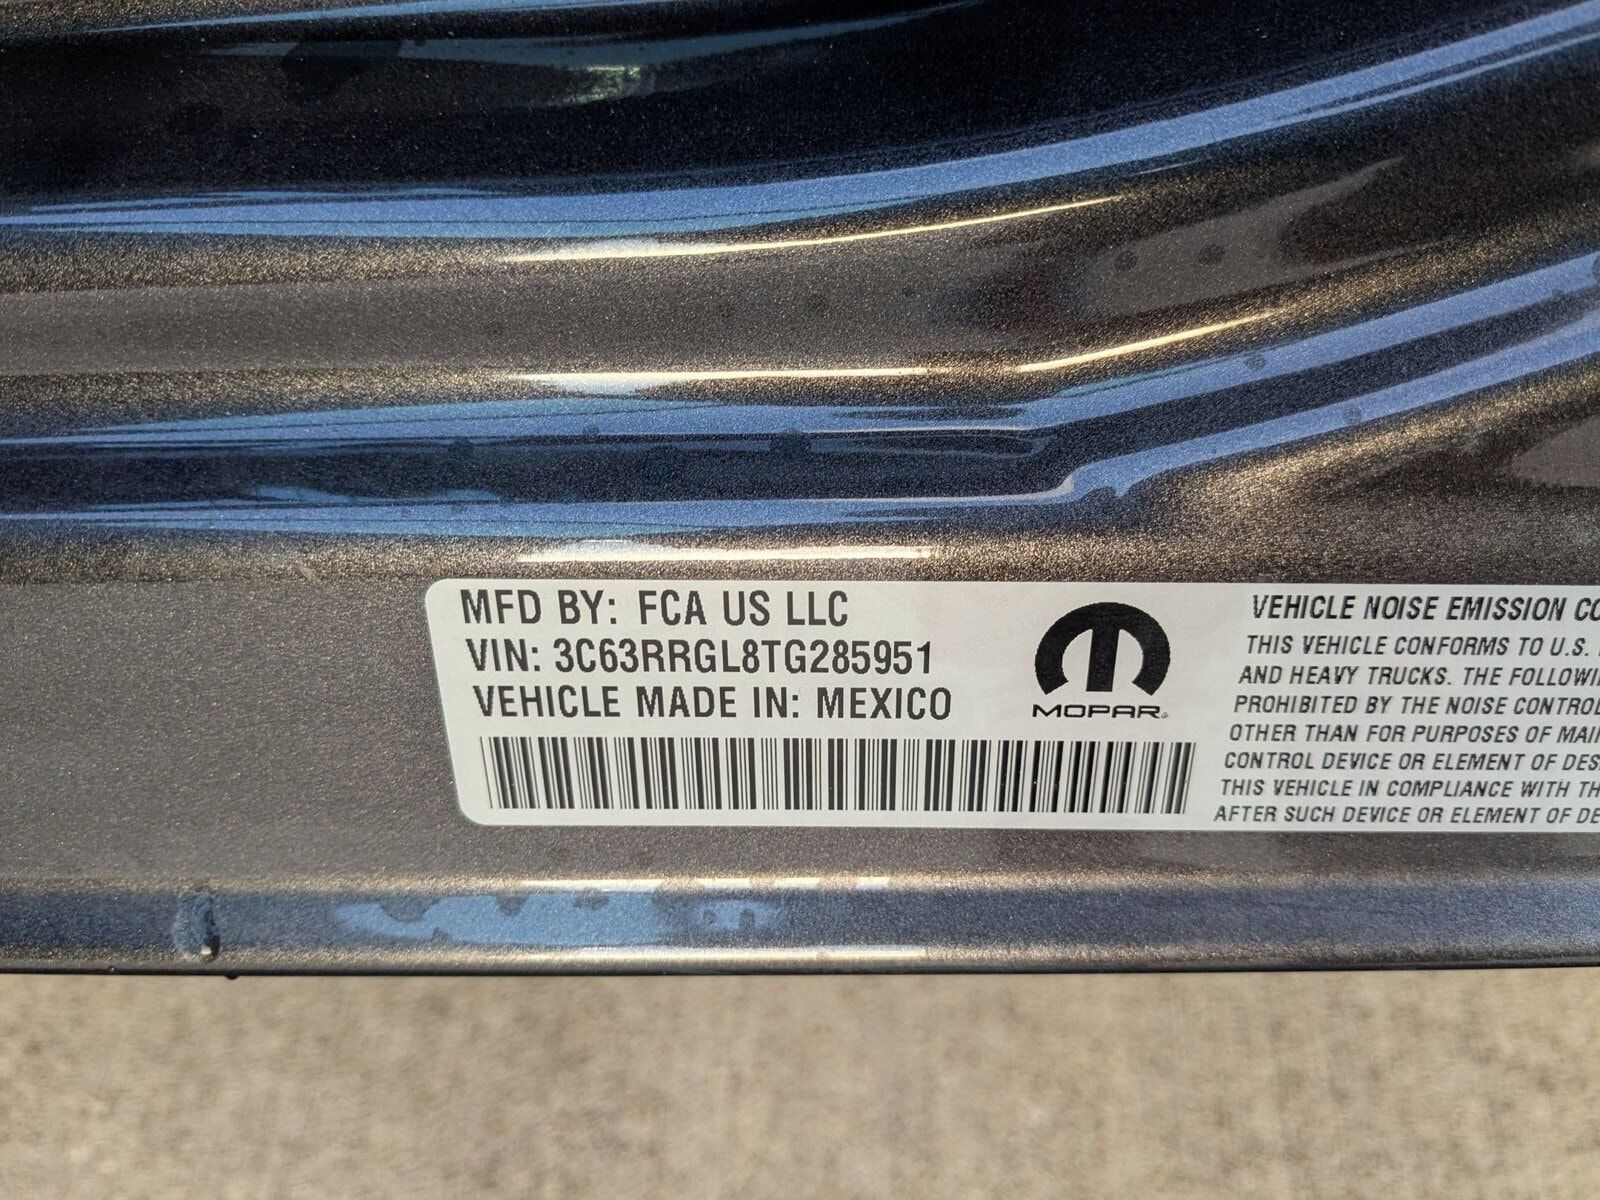 MFD BY: FCA US LLC
VIN: 3C63RRGL8TG285951
VEHICLE MADE IN: MEXICO
MOPAR
VEHICLE NOISE EMISSION
THIS VEHICLE CONFORMS TO U.S.
AND HEAVY TRUCKS. THE
PROHIBITED BY THE NOISE
OTHER THAN FOR PURPOSES OF
CONTROL DEVICE OR ELEMENT OF
THIS VEHICLE IN COMPLIANCE WITH
AFTER SUCH DEVICE OR ELEMENT OF